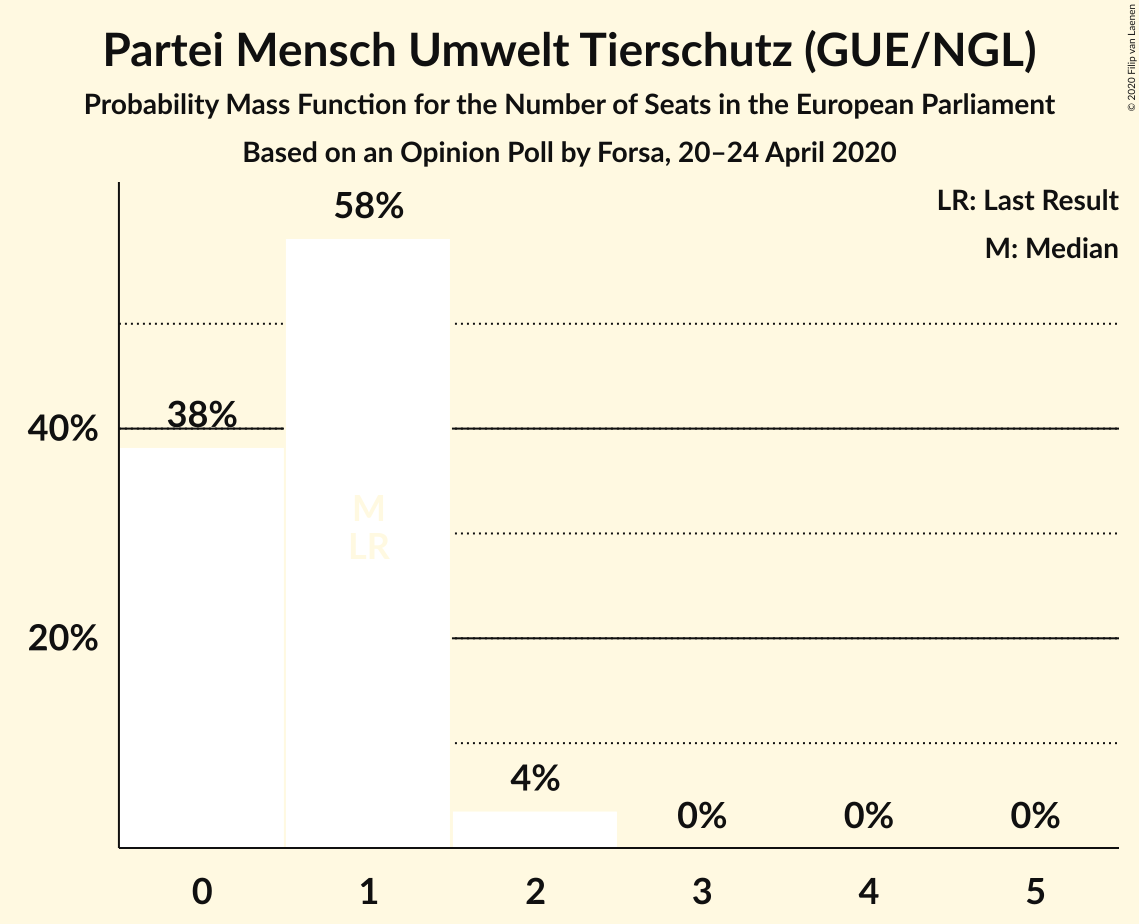 Partei Mensch Umwelt Tierschutz (GUE/NGL)
Probability Mass Function for the Number of Seats in the European Parliament
Based on an Opinion Poll by Forsa, 20–24 April 2020
© 2020 Filip van Laenen
LR: Last Result
M: Median
58%
38%
40%
M
LR
20%
4%
0% 0% 0%
0 1 2 3 4 5